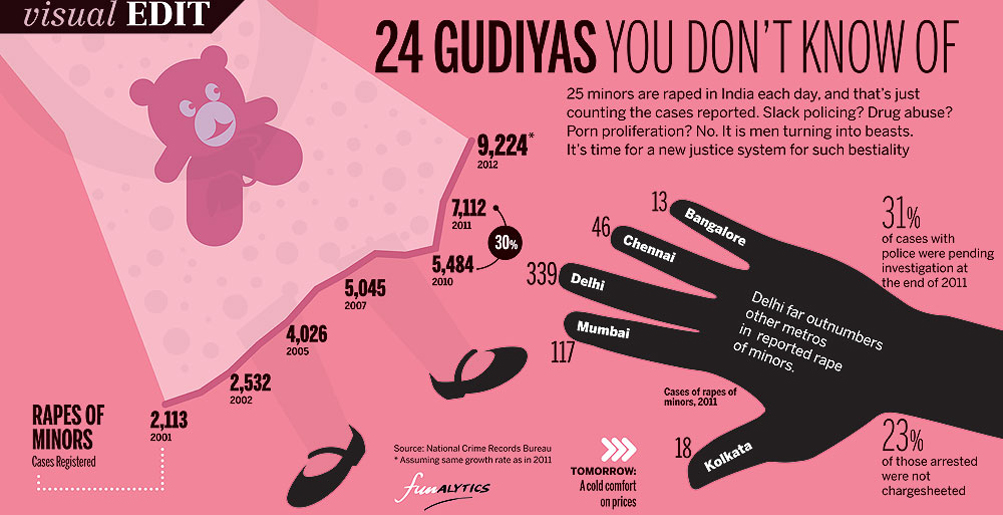 visual EDIT
24 GUDIYAS YOU DON'T KNOW OF
25 minors are raped in India each day, and that's just
counting the cases reported. Slack policing? Drug abuse?
Porn proliferation? No. It is men turning into beasts.
It's time for a new justice system for such bestiality
9,224*
2012
7,112
2011
30%
5,484
2010
5,045
2007
4,026
2005
2,532
2002
2,113
2001
RAPES OF
MINORS
Cases Registered
13
Bangalore
46
Chennai
339
Delhi
Mumbai
117
Delhi far outnumbers
other metros
in reported rape
of minors.
Cases of rapes of
minors, 2011
18
Kolkata
31%
of cases with
police were pending
investigation at
the end of 2011
23%
of those arrested
were not
chargesheeted
Source: National Crime Records Bureau
* Assuming same growth rate as in 2011
funALYTICS
TOMORROW:
A cold comfort
on prices